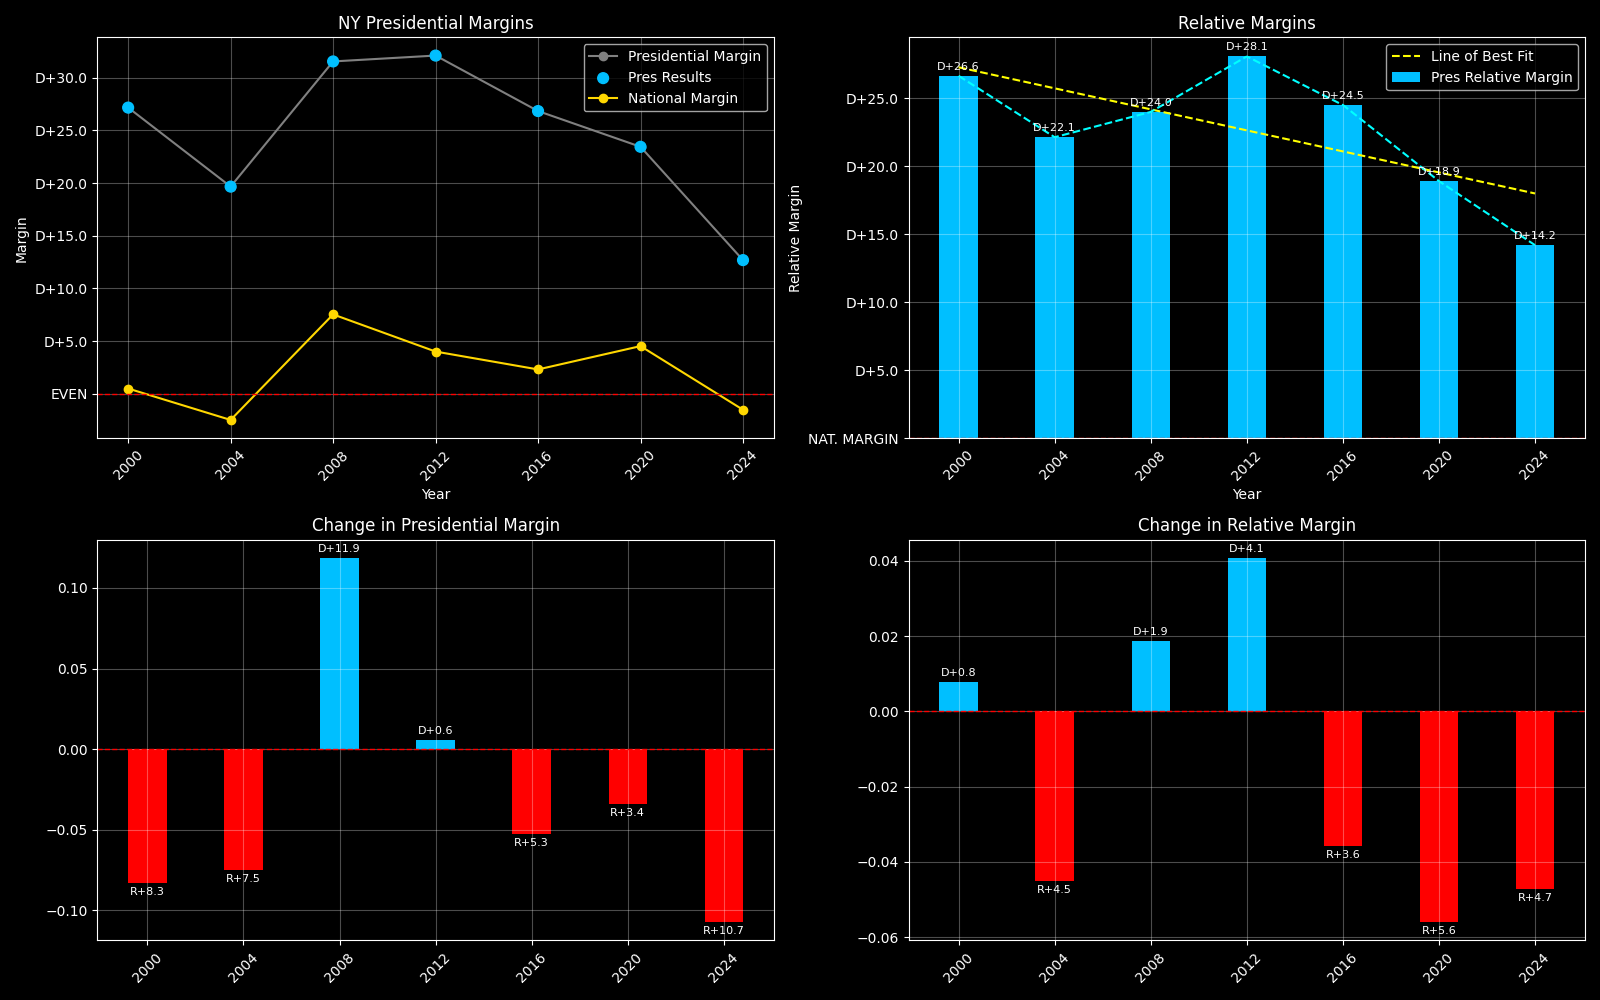 NY Presidential Margins
Presidential Margin
Pres Results
National Margin
D+30.0
D+25.0
D+20.0
D+15.0
D+10.0
D+5.0
EVEN
Margin
2000
2004
2008
2012
2016
2020
2024
Year
Relative Margins
Line of Best Fit
Pres Relative Margin
D+26.6
D+22.1
D+24.0
D+28.1
D+24.5
D+18.9
D+14.2
D+25.0
D+20.0
D+15.0
D+10.0
D+5.0
NAT. MARGIN
Relative Margin
2000
2004
2008
2012
2016
2020
2024
Year
Change in Presidential Margin
D+11.9
D+0.6
R+8.3
R+7.5
R+5.3
R+3.4
R+10.7
0.10
0.05
0.00
−0.05
−0.10
2000
2004
2008
2012
2016
2020
2024
Change in Relative Margin
D+0.8
D+1.9
D+4.1
R+4.5
R+3.6
R+5.6
R+4.7
0.04
0.02
0.00
−0.02
−0.04
−0.06
2000
2004
2008
2012
2016
2020
2024